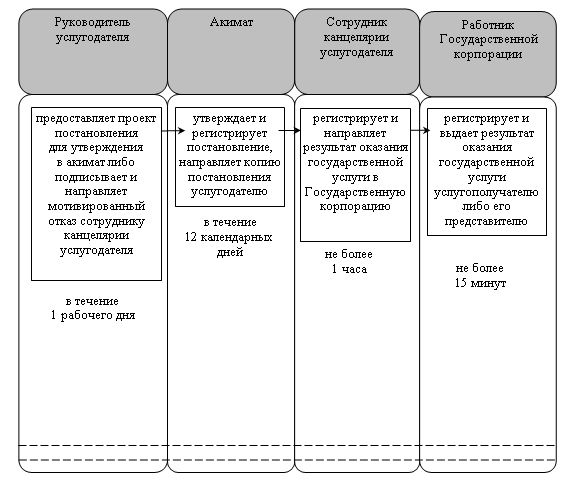 Руководитель
услугодателя
Акимат
Сотрудник
канцелярии
услугодателя
Работник
Государственной
корпорации
предоставляет проект
постановления
для утверждения
в акимат либо
подписывает и
направляет
мотивированный
отказ сотруднику
канцелярии
услугодателя
в течение
1 рабочего дня
утверждает и
регистрирует
постановление,
направляет копию
постановления
услугодателю
в течение
12 календарных
дней
регистрирует и
направляет
результат оказания
государственной
услуги в
Государственную
корпорацию
не более
1 часа
регистрирует и
выдает результат
оказания
государственной
услуги
услугополучателю
либо его
представителю
не более
15 минут